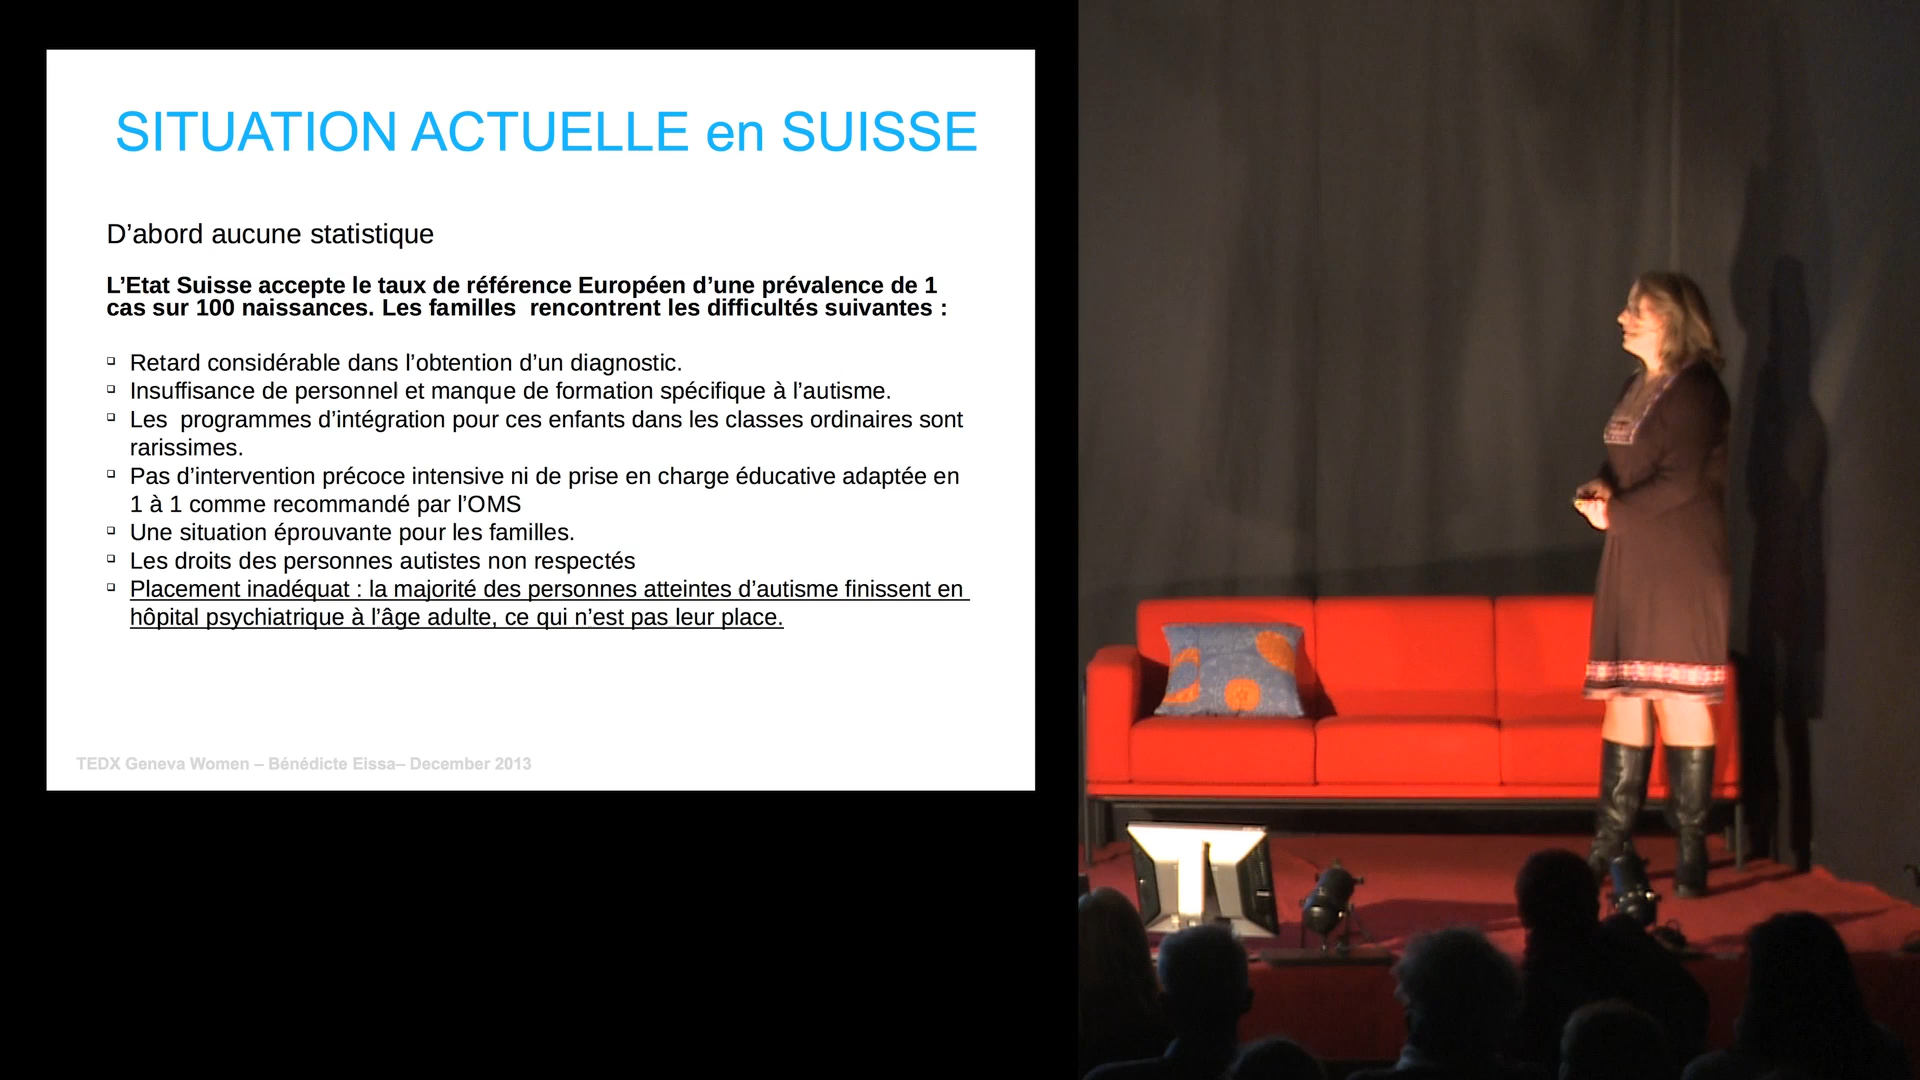 SITUATION ACTUELLE en SUISSE
D’abord aucune statistique
L’Etat Suisse accepte le taux de référence Européen d’une prévalence de 1
cas sur 100 naissances. Les familles  rencontrent les difficultés suivantes :
❑ Retard considérable dans l’obtention d’un diagnostic.
❑ Insuffisance de personnel et manque de formation spécifique à l’autisme.
❑ Les  programmes d’intégration pour ces enfants dans les classes ordinaires sont
rarissimes.
❑ Pas d’intervention précoce intensive ni de prise en charge éducative adaptée en
1 à 1 comme recommandé par l’OMS
❑ Une situation éprouvante pour les familles.
❑ Les droits des personnes autistes non respectés
❑ Placement inadéquat : la majorité des personnes atteintes d’autisme finissent en
hôpital psychiatrique à l’âge adulte, ce qui n’est pas leur place.
TEDX Geneva Women – Bénédicte Eissa– December 2013